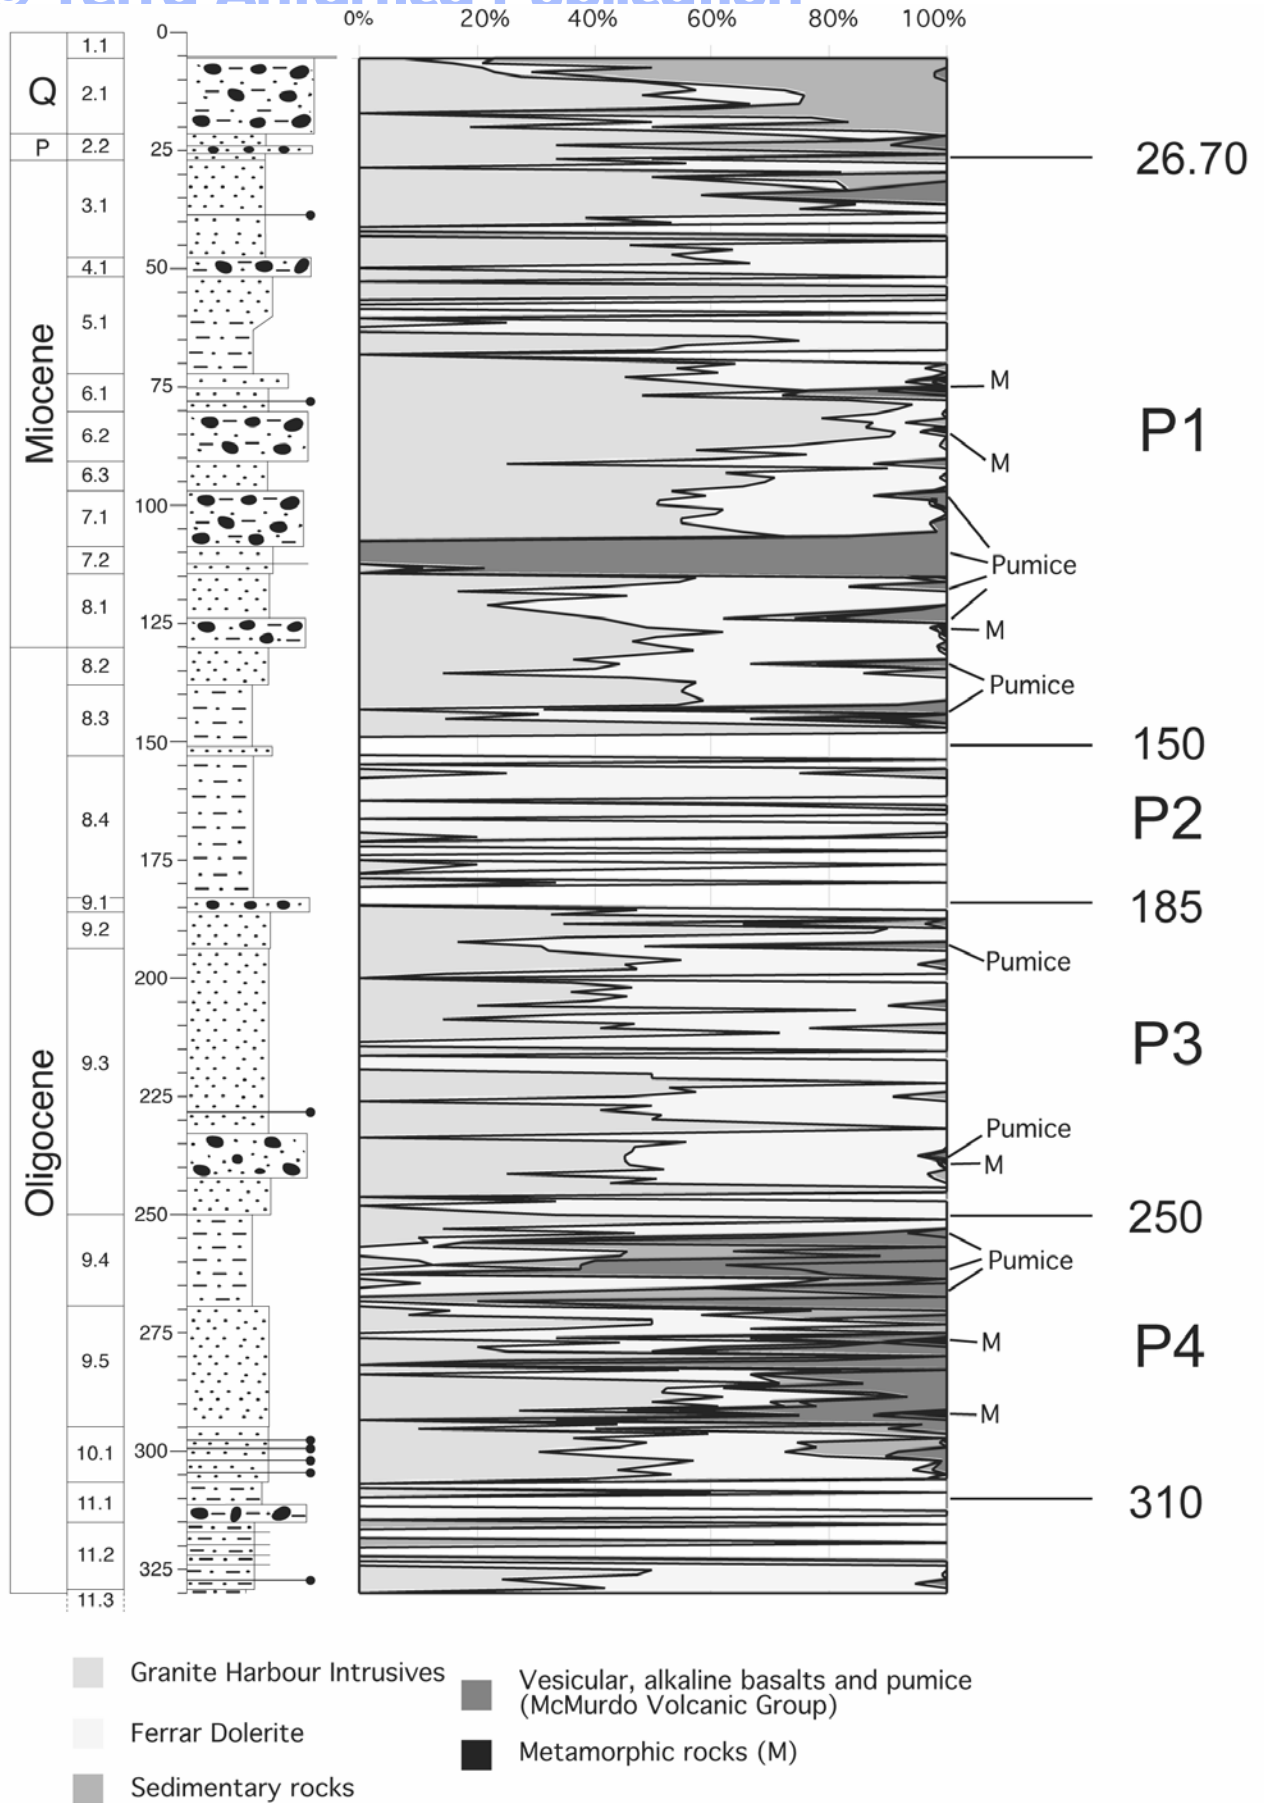 © Terra Antartica Publication
0% 20% 40% 60% 80% 100%
0
1.1
Q
2.1
P
2.2
25
26.70
3.1
4.1
50
5.1
Miocene
75
M
6.1
P1
6.2
M
6.3
100
7.1
7.2
Pumice
8.1
125
M
8.2
Pumice
8.3
150
150
8.4
P2
175
9.1
185
9.2
Pumice
200
9.3
P3
225
Pumice
M
Oligocene
250
250
9.4
Pumice
275
M
P4
9.5
M
10.1
300
11.1
310
11.2
325
11.3
Granite Harbour Intrusives
Ferrar Dolerite
Sedimentary rocks
Vesicular, alkaline basalts and pumice
(McMurdo Volcanic Group)
Metamorphic rocks (M)